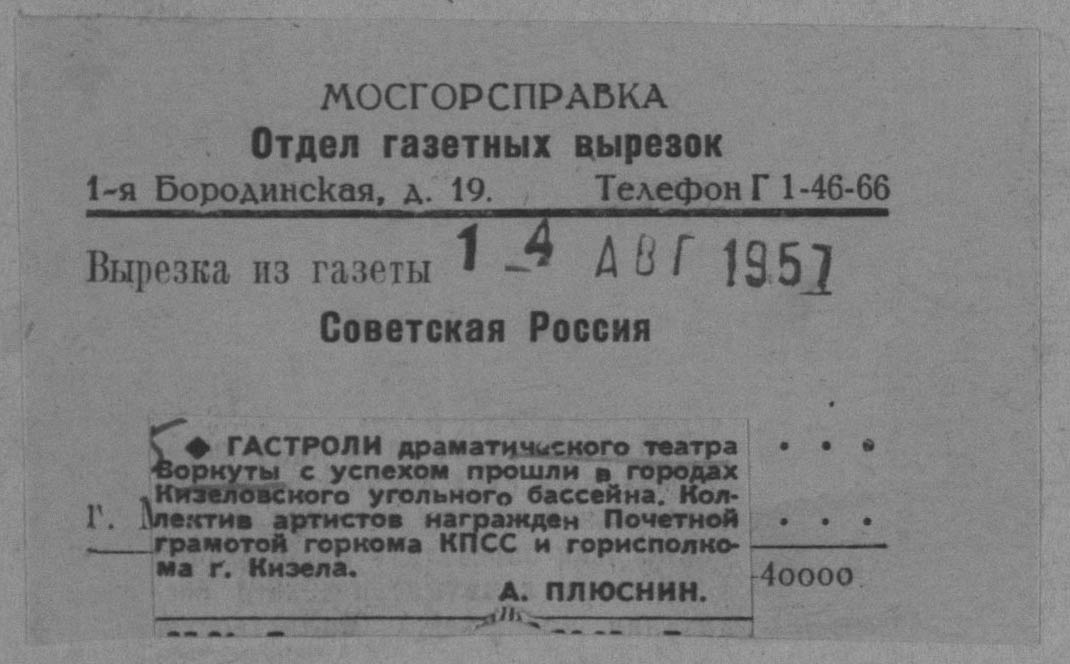 МОСГОРСПРАВКА
Отдел газетных вырезок
1-я Бородинская, д. 19. Телефон Г 1-46-66
Вырезка из газеты 1 4 АВГ 1957
Советская Россия
. . .
◆ ГАСТРОЛИ драматического театра
Воркуты с успехом прошли в городах
Кизеловского угольного бассейна. Кол-
лектив артистов награжден Почетной
г. . . .
грамотой горкома КПСС и горисполко-
ма г. Кизела.
40000
А. ПЛЮСНИН.